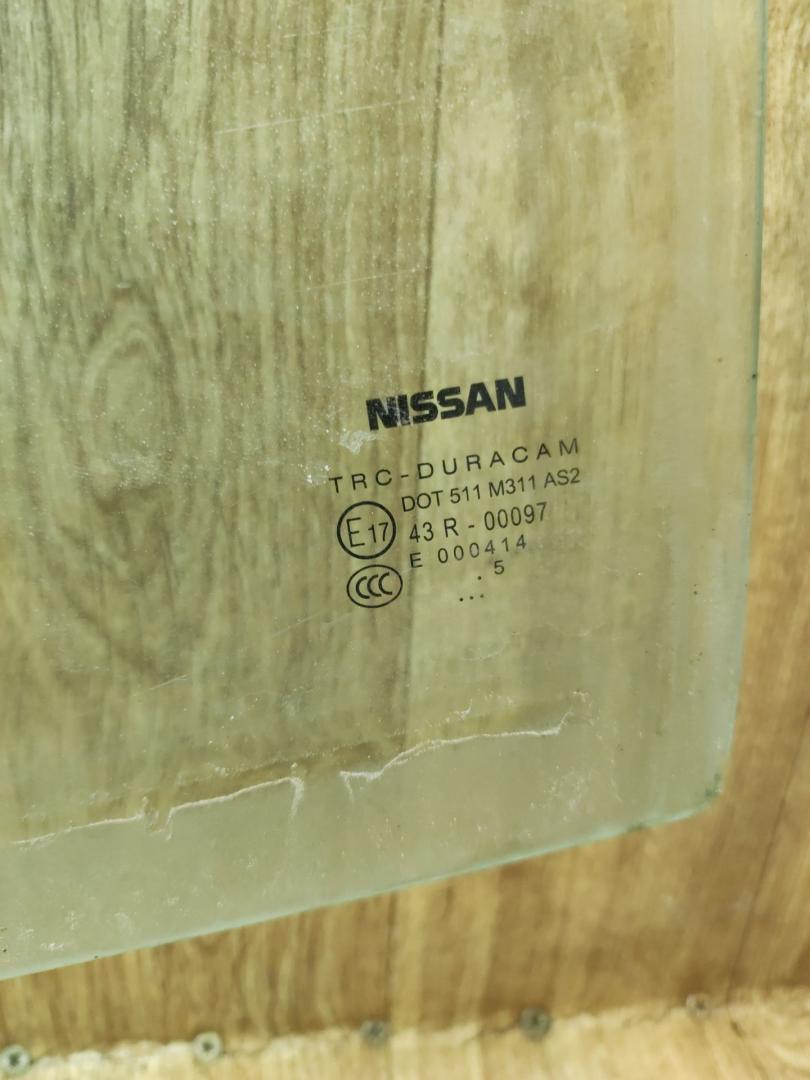 NISSAN
TRC-DURACAM
DOT 511 M311 AS2
E17 43 R - 00097
CCC E 000414
. 5
...